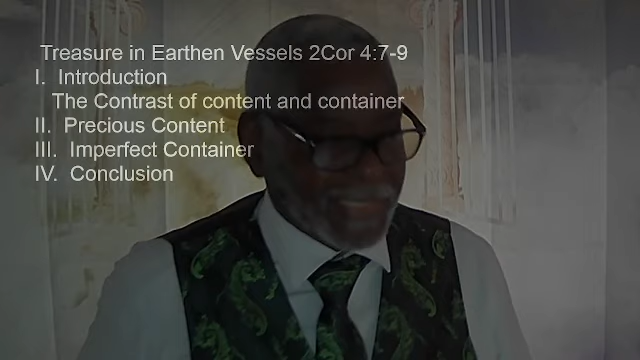 Treasure in Earthen Vessels 2Cor 4:7-9
I. Introduction
The Contrast of content and container
II. Precious Content
III. Imperfect Container
IV. Conclusion